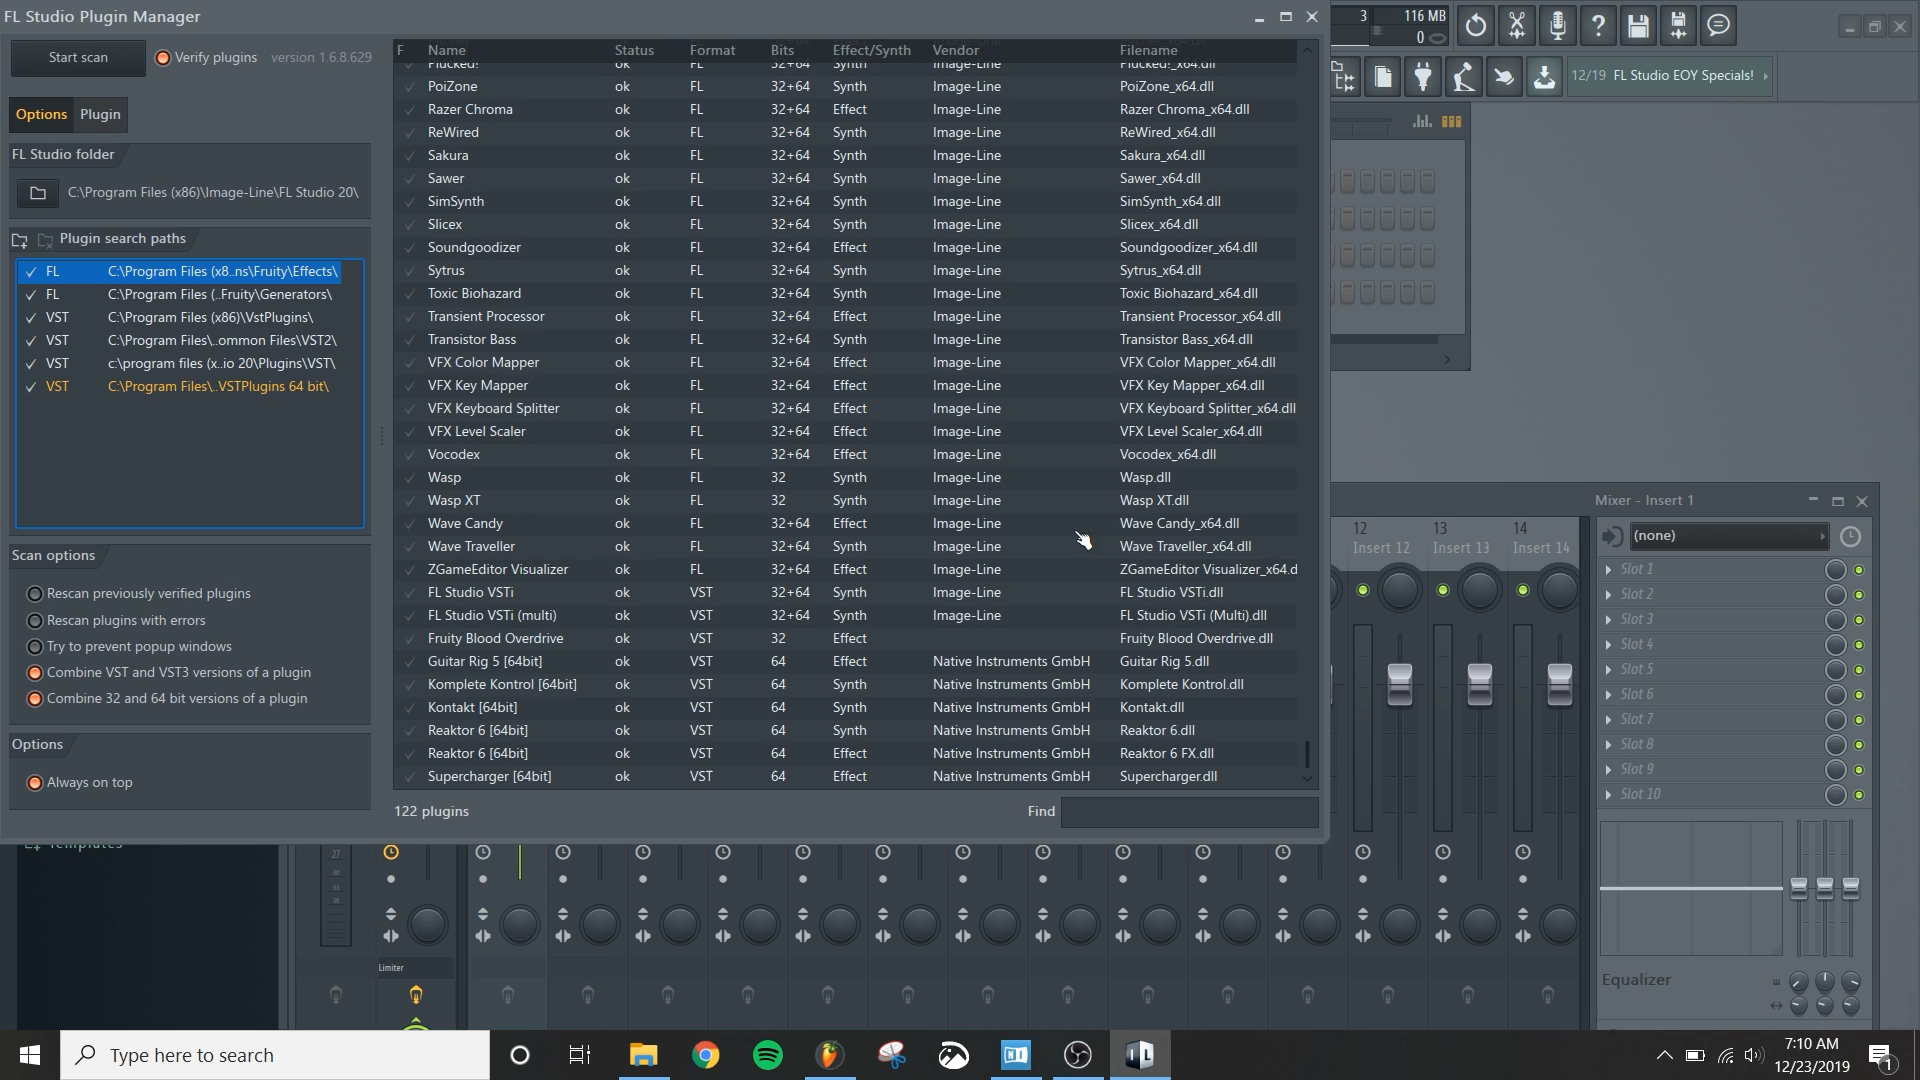 FL Studio Plugin Manager
Start scan
Verify plugins version 1.6.8.629
Options Plugin
FL Studio folder
C:\Program Files (x86)\Image-Line\FL Studio 20\
Plugin search paths
FL C:\Program Files (x8..ns\Fruity\Effects\
FL C:\Program Files (..Fruity\Generators\
VST C:\Program Files (x86)\VstPlugins\
VST C:\Program Files\..ommon Files\VST2\
VST c:\program files (x..io 20\Plugins\VST\
VST C:\Program Files\..VSTPlugins 64 bit\
Scan options
Rescan previously verified plugins
Rescan plugins with errors
Try to prevent popup windows
Combine VST and VST3 versions of a plugin
Combine 32 and 64 bit versions of a plugin
Options
Always on top
F Name Status Format Bits Effect/Synth Vendor Filename
Plucked! ok FL 32+64 Synth Image-Line Plucked!_x64.dll
PoiZone ok FL 32+64 Synth Image-Line PoiZone_x64.dll
Razer Chroma ok FL 32+64 Effect Image-Line Razer Chroma_x64.dll
ReWired ok FL 32+64 Synth Image-Line ReWired_x64.dll
Sakura ok FL 32+64 Synth Image-Line Sakura_x64.dll
Sawer ok FL 32+64 Synth Image-Line Sawer_x64.dll
SimSynth ok FL 32+64 Synth Image-Line SimSynth_x64.dll
Slicex ok FL 32+64 Synth Image-Line Slicex_x64.dll
Soundgoodizer ok FL 32+64 Effect Image-Line Soundgoodizer_x64.dll
Sytrus ok FL 32+64 Synth Image-Line Sytrus_x64.dll
Toxic Biohazard ok FL 32+64 Synth Image-Line Toxic Biohazard_x64.dll
Transient Processor ok FL 32+64 Effect Image-Line Transient Processor_x64.dll
Transistor Bass ok FL 32+64 Synth Image-Line Transistor Bass_x64.dll
VFX Color Mapper ok FL 32+64 Effect Image-Line VFX Color Mapper_x64.dll
VFX Key Mapper ok FL 32+64 Effect Image-Line VFX Key Mapper_x64.dll
VFX Keyboard Splitter ok FL 32+64 Effect Image-Line VFX Keyboard Splitter_x64.dll
VFX Level Scaler ok FL 32+64 Effect Image-Line VFX Level Scaler_x64.dll
Vocodex ok FL 32+64 Effect Image-Line Vocodex_x64.dll
Wasp ok FL 32 Synth Image-Line Wasp.dll
Wasp XT ok FL 32 Synth Image-Line Wasp XT.dll
Wave Candy ok FL 32+64 Effect Image-Line Wave Candy_x64.dll
Wave Traveller ok FL 32+64 Synth Image-Line Wave Traveller_x64.dll
ZGameEditor Visualizer ok FL 32+64 Effect Image-Line ZGameEditor Visualizer_x64.d
FL Studio VSTi ok VST 32+64 Synth Image-Line FL Studio VSTi.dll
FL Studio VSTi (multi) ok VST 32+64 Synth Image-Line FL Studio VSTi (Multi).dll
Fruity Blood Overdrive ok VST 32 Effect Fruity Blood Overdrive.dll
Guitar Rig 5 [64bit] ok VST 64 Effect Native Instruments GmbH Guitar Rig 5.dll
Komplete Kontrol [64bit] ok VST 64 Synth Native Instruments GmbH Komplete Kontrol.dll
Kontakt [64bit] ok VST 64 Synth Native Instruments GmbH Kontakt.dll
Reaktor 6 [64bit] ok VST 64 Synth Native Instruments GmbH Reaktor 6.dll
Reaktor 6 [64bit] ok VST 64 Effect Native Instruments GmbH Reaktor 6 FX.dll
Supercharger [64bit] ok VST 64 Effect Native Instruments GmbH Supercharger.dll
122 plugins
Find
3 116 MB
0
12/19 FL Studio EOY Specials!
Mixer - Insert 1
12 13 14
Insert 12 Insert 13 Insert 14
(none)
Slot 1
Slot 2
Slot 3
Slot 4
Slot 5
Slot 6
Slot 7
Slot 8
Slot 9
Slot 10
Equalizer
Templates
27
Limiter
Type here to search
NI
IL
7:10 AM
12/23/2019
1